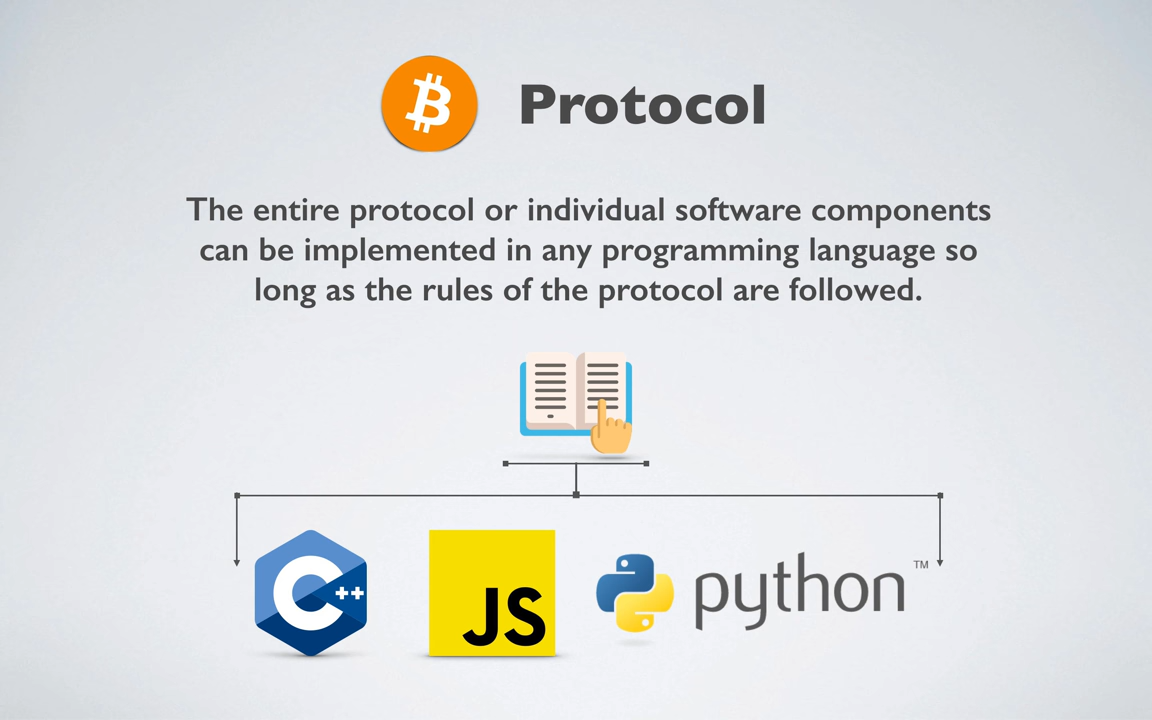 Protocol
The entire protocol or individual software components
can be implemented in any programming language so
long as the rules of the protocol are followed.
C++
JS
python™